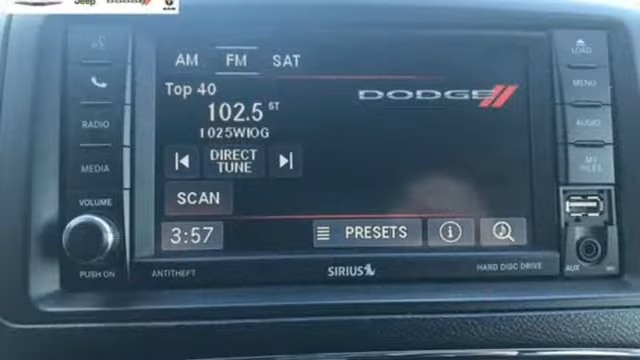 Jeep
AM FM SAT
Top 40
102.5 ST
1025WIOG
DIRECT
TUNE
SCAN
3:57
PRESETS
DODGE
RADIO
MEDIA
VOLUME
PUSH ON
ANTITHEFT
SIRIUS
HARD DISC DRIVE
LOAD
MENU
AUDIO
MY
FILES
AUX